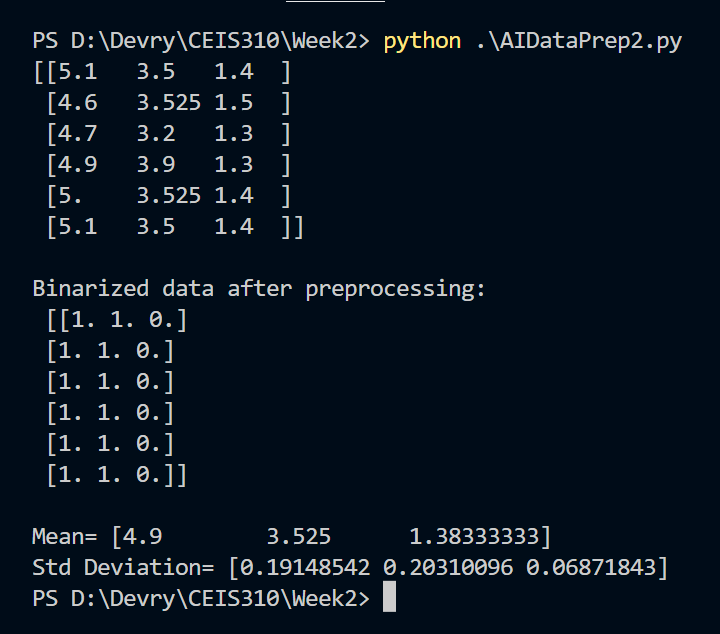 PS D:\Devry\CEIS310\Week2> python .\AIDataPrep2.py
[[5.1   3.5   1.4  ]
 [4.6   3.525 1.5  ]
 [4.7   3.2   1.3  ]
 [4.9   3.9   1.3  ]
 [5.    3.525 1.4  ]
 [5.1   3.5   1.4  ]]
Binarized data after preprocessing:
 [[1. 1. 0.]
 [1. 1. 0.]
 [1. 1. 0.]
 [1. 1. 0.]
 [1. 1. 0.]
 [1. 1. 0.]]
Mean= [4.9        3.525      1.38333333]
Std Deviation= [0.19148542 0.20310096 0.06871843]
PS D:\Devry\CEIS310\Week2>